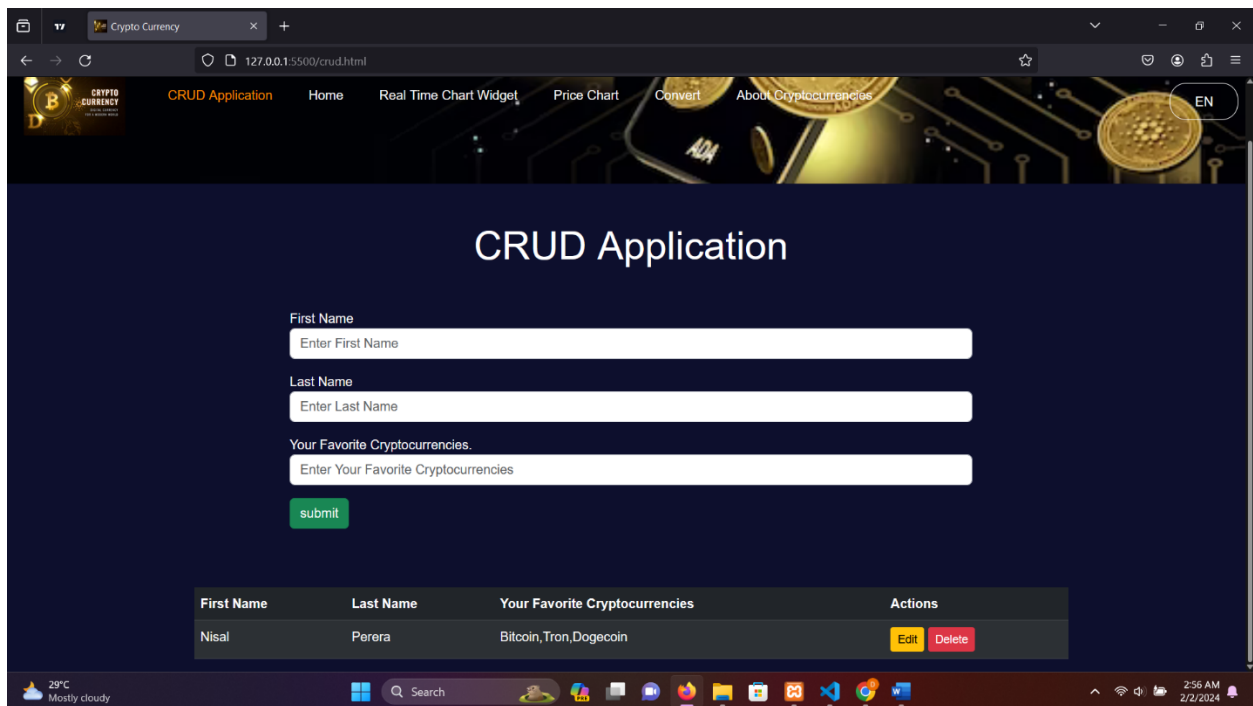 Crypto Currency
127.0.0.1:5500/crud.html
CRYPTO
CURRENCY
CRUD Application Home Real Time Chart Widget Price Chart Convert About Cryptocurrencies EN
ADA
CRUD Application
First Name
Enter First Name
Last Name
Enter Last Name
Your Favorite Cryptocurrencies.
Enter Your Favorite Cryptocurrencies
submit
First Name Last Name Your Favorite Cryptocurrencies Actions
Nisal Perera Bitcoin,Tron,Dogecoin Edit Delete
29°C
Mostly cloudy
Search
2:56 AM
2/2/2024